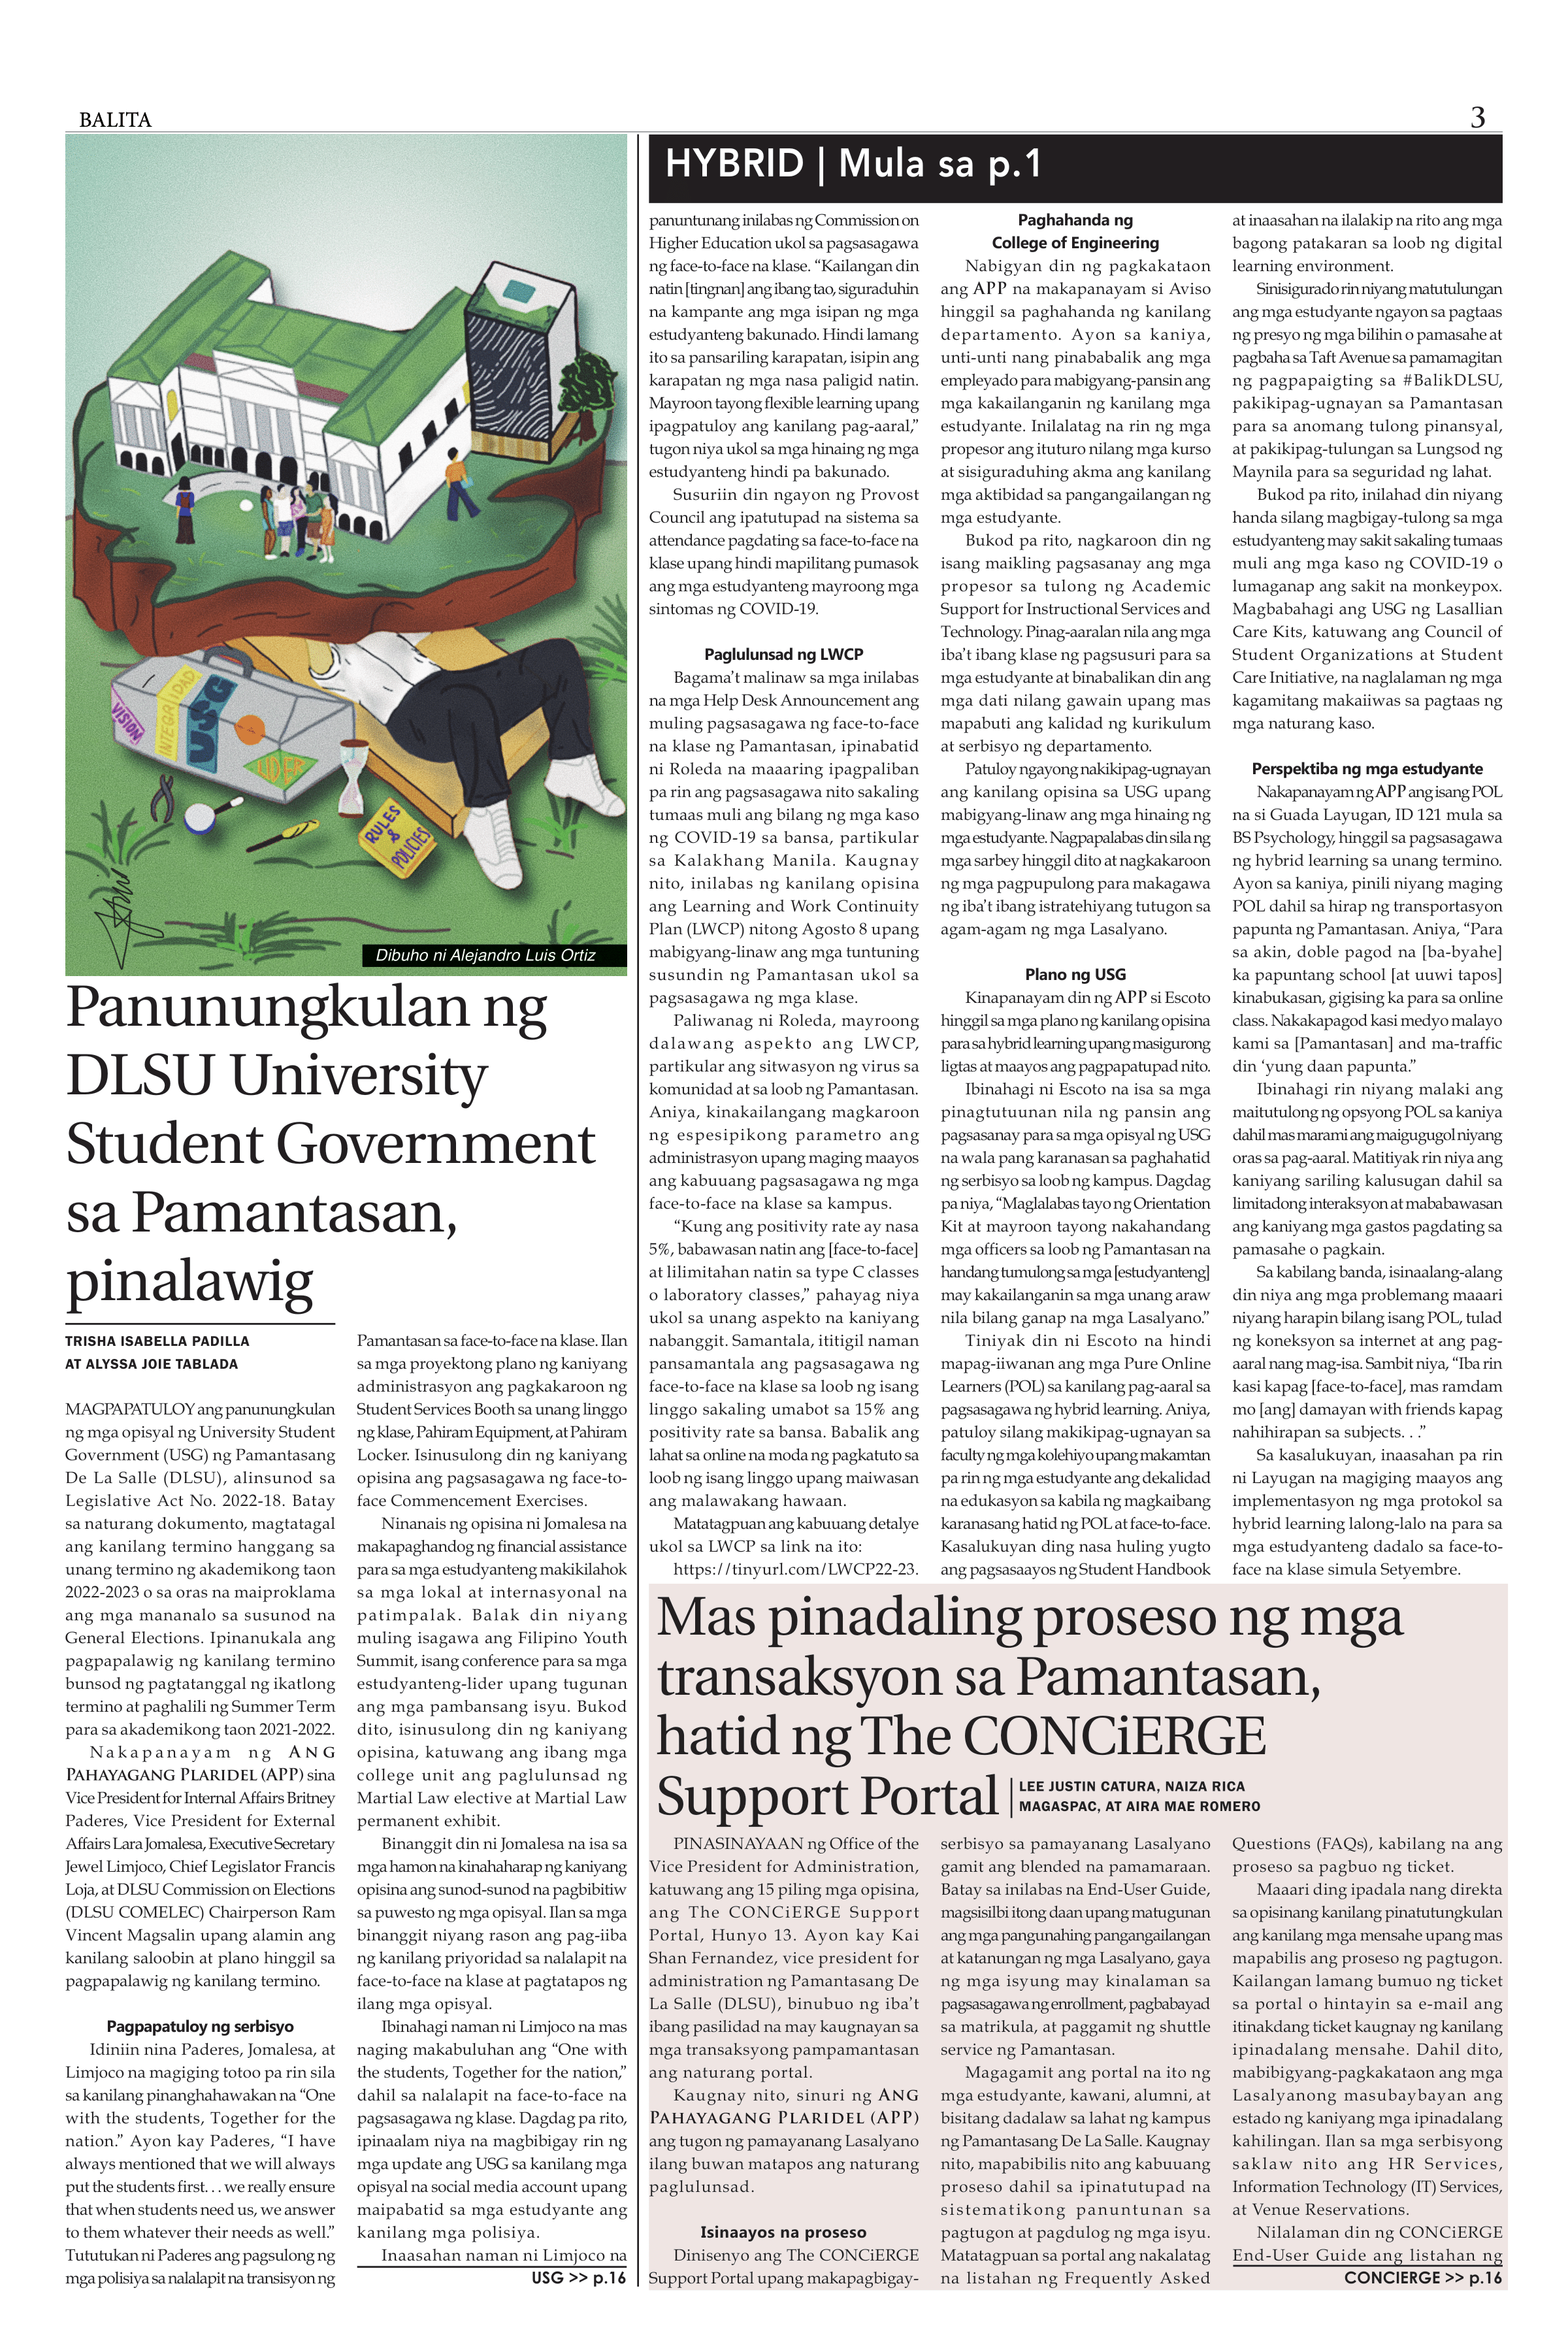 BALITA
3
VISION
INTEGRIDAD
USG
LIDER
RULES
&
POLICIES
Dibuho ni Alejandro Luis Ortiz
Panunungkulan ng
DLSU University
Student Government
sa Pamantasan,
pinalawig
TRISHA ISABELLA PADILLA
AT ALYSSA JOIE TABLADA
MAGPAPATULOY ang panunungkulan
ng mga opisyal ng University Student
Government (USG) ng Pamantasang
De La Salle (DLSU), alinsunod sa
Legislative Act No. 2022-18. Batay
sa naturang dokumento, magtatagal
ang kanilang termino hanggang sa
unang termino ng akademikong taon
2022-2023 o sa oras na maiproklama
ang mga mananalo sa susunod na
General Elections. Ipinanukala ang
pagpapalawig ng kanilang termino
bunsod ng pagtatanggal ng ikatlong
termino at paghalili ng Summer Term
para sa akademikong taon 2021-2022.
Nakapanayam ng ANG
PAHAYAGANG PLARIDEL (APP) sina
Vice President for Internal Affairs Britney
Paderes, Vice President for External
Affairs Lara Jomalesa, Executive Secretary
Jewel Limjoco, Chief Legislator Francis
Loja, at DLSU Commission on Elections
(DLSU COMELEC) Chairperson Ram
Vincent Magsalin upang alamin ang
kanilang saloobin at plano hinggil sa
pagpapalawig ng kanilang termino.
Pagpapatuloy ng serbisyo
Idiniin nina Paderes, Jomalesa, at
Limjoco na magiging totoo pa rin sila
sa kanilang pinanghahawakan na “One
with the students, Together for the
nation.” Ayon kay Paderes, “I have
always mentioned that we will always
put the students first. . . we really ensure
that when students need us, we answer
to them whatever their needs as well.”
Tututukan ni Paderes ang pagsulong ng
mga polisiya sa nalalapit na transisyon ng
Pamantasan sa face-to-face na klase. Ilan
sa mga proyektong plano ng kaniyang
administrasyon ang pagkakaroon ng
Student Services Booth sa unang linggo
ng klase, Pahiram Equipment, at Pahiram
Locker. Isinusulong din ng kaniyang
opisina ang pagsasagawa ng face-to-
face Commencement Exercises.
Ninanais ng opisina ni Jomalesa na
makapaghandog ng financial assistance
para sa mga estudyanteng makikilahok
sa mga lokal at internasyonal na
patimpalak. Balak din niyang
muling isagawa ang Filipino Youth
Summit, isang conference para sa mga
estudyanteng-lider upang tugunan
ang mga pambansang isyu. Bukod
dito, isinusulong din ng kaniyang
opisina, katuwang ang ibang mga
college unit ang paglulunsad ng
Martial Law elective at Martial Law
permanent exhibit.
Binanggit din ni Jomalesa na isa sa
mga hamon na kinahaharap ng kaniyang
opisina ang sunod-sunod na pagbibitiw
sa puwesto ng mga opisyal. Ilan sa mga
binanggit niyang rason ang pag-iiba
ng kanilang priyoridad sa nalalapit na
face-to-face na klase at pagtatapos ng
ilang mga opisyal.
Ibinahagi naman ni Limjoco na mas
naging makabuluhan ang “One with
the students, Together for the nation,”
dahil sa nalalapit na face-to-face na
pagsasagawa ng klase. Dagdag pa rito,
ipinaalam niya na magbibigay rin ng
mga update ang USG sa kanilang mga
opisyal na social media account upang
maipabatid sa mga estudyante ang
kanilang mga polisiya.
Inaasahan naman ni Limjoco na
USG >> p.16
HYBRID | Mula sa p.1
panuntunang inilabas ng Commission on
Higher Education ukol sa pagsasagawa
ng face-to-face na klase. “Kailangan din
natin [tingnan] ang ibang tao, siguraduhin
na kampante ang mga isipan ng mga
estudyanteng bakunado. Hindi lamang
ito sa pansariling karapatan, isipin ang
karapatan ng mga nasa paligid natin.
Mayroon tayong flexible learning upang
ipagpatuloy ang kanilang pag-aaral,”
tugon niya ukol sa mga hinaing ng mga
estudyanteng hindi pa bakunado.
Susuriin din ngayon ng Provost
Council ang ipatutupad na sistema sa
attendance pagdating sa face-to-face na
klase upang hindi mapilitang pumasok
ang mga estudyanteng mayroong mga
sintomas ng COVID-19.
Paglulunsad ng LWCP
Bagama't malinaw sa mga inilabas
na mga Help Desk Announcement ang
muling pagsasagawa ng face-to-face
na klase ng Pamantasan, ipinabatid
ni Roleda na maaaring ipagpaliban
pa rin ang pagsasagawa nito sakaling
tumaas muli ang bilang ng mga kaso
ng COVID-19 sa bansa, partikular
sa Kalakhang Manila. Kaugnay
nito, inilabas ng kanilang opisina
ang Learning and Work Continuity
Plan (LWCP) nitong Agosto 8 upang
mabigyang-linaw ang mga tuntuning
susundin ng Pamantasan ukol sa
pagsasagawa ng mga klase.
Paliwanag ni Roleda, mayroong
dalawang aspekto ang LWCP,
partikular ang sitwasyon ng virus sa
komunidad at sa loob ng Pamantasan.
Aniya, kinakailangang magkaroon
ng espesipikong parametro ang
administrasyon upang maging maayos
ang kabuuang pagsasagawa ng mga
face-to-face na klase sa kampus.
“Kung ang positivity rate ay nasa
5%, babawasan natin ang [face-to-face]
at lilimitahan natin sa type C classes
o laboratory classes,” pahayag niya
ukol sa unang aspekto na kaniyang
nabanggit. Samantala, ititigil naman
pansamantala ang pagsasagawa ng
face-to-face na klase sa loob ng isang
linggo sakaling umabot sa 15% ang
positivity rate sa bansa. Babalik ang
lahat sa online na moda ng pagkatuto sa
loob ng isang linggo upang maiwasan
ang malawakang hawaan.
Matatagpuan ang kabuuang detalye
ukol sa LWCP sa link na ito:
https://tinyurl.com/LWCP22-23.
Paghahanda ng
College of Engineering
Nabigyan din ng pagkakataon
ang APP na makapanayam si Aviso
hinggil sa paghahanda ng kanilang
departamento. Ayon sa kaniya,
unti-unti nang pinababalik ang mga
empleyado para mabigyang-pansin ang
mga kakailanganin ng kanilang mga
estudyante. Inilalatag na rin ng mga
propesor ang ituturo nilang mga kurso
at sisiguraduhing akma ang kanilang
mga aktibidad sa pangangailangan ng
mga estudyante.
Bukod pa rito, nagkaroon din ng
isang maikling pagsasanay ang mga
propesor sa tulong ng Academic
Support for Instructional Services and
Technology. Pinag-aaralan nila ang mga
iba't ibang klase ng pagsusuri para sa
mga estudyante at binabalikan din ang
mga dati nilang gawain upang mas
mapabuti ang kalidad ng kurikulum
at serbisyo ng departamento.
Patuloy ngayong nakikipag-ugnayan
ang kanilang opisina sa USG upang
mabigyang-linaw ang mga hinaing ng
mga estudyante. Nagpapalabas din sila ng
mga sarbey hinggil dito at nagkakaroon
ng mga pagpupulong para makagawa
ng iba't ibang istratehiyang tutugon sa
agam-agam ng mga Lasalyano.
Plano ng USG
Kinapanayam din ng APP si Escoto
hinggil sa mga plano ng kanilang opisina
para sa hybrid learning upang masigurong
ligtas at maayos ang pagpapatupad nito.
Ibinahagi ni Escoto na isa sa mga
pinagtutuunan nila ng pansin ang
pagsasanay para sa mga opisyal ng USG
na wala pang karanasan sa paghahatid
ng serbisyo sa loob ng kampus. Dagdag
pa niya, “Maglalabas tayo ng Orientation
Kit at mayroon tayong nakahandang
mga officers sa loob ng Pamantasan na
handang tumulong sa mga [estudyanteng]
may kakailanganin sa mga unang araw
nila bilang ganap na mga Lasalyano.”
Tiniyak din ni Escoto na hindi
mapag-iiwanan ang mga Pure Online
Learners (POL) sa kanilang pag-aaral sa
pagsasagawa ng hybrid learning. Aniya,
patuloy silang makikipag-ugnayan sa
faculty ng mga kolehiyo upang makamtan
pa rin ng mga estudyante ang dekalidad
na edukasyon sa kabila ng magkaibang
karanasang hatid ng POL at face-to-face.
Kasalukuyan ding nasa huling yugto
ang pagsasaayos ng Student Handbook
at inaasahan na ilalakip na rito ang mga
bagong patakaran sa loob ng digital
learning environment.
Sinisigurado rin niyang matutulungan
ang mga estudyante ngayon sa pagtaas
ng presyo ng mga bilihin o pamasahe at
pagbaha sa Taft Avenue sa pamamagitan
ng pagpapaigting sa #BalikDLSU,
pakikipag-ugnayan sa Pamantasan
para sa anomang tulong pinansyal,
at pakikipag-tulungan sa Lungsod ng
Maynila para sa seguridad ng lahat.
Bukod pa rito, inilahad din niyang
handa silang magbigay-tulong sa mga
estudyanteng may sakit sakaling tumaas
muli ang mga kaso ng COVID-19 o
lumaganap ang sakit na monkeypox.
Magbabahagi ang USG ng Lasallian
Care Kits, katuwang ang Council of
Student Organizations at Student
Care Initiative, na naglalaman ng mga
kagamitang makaiiwas sa pagtaas ng
mga naturang kaso.
Perspektiba ng mga estudyante
Nakapanayam ng APP ang isang POL
na si Guada Layugan, ID 121 mula sa
BS Psychology, hinggil sa pagsasagawa
ng hybrid learning sa unang termino.
Ayon sa kaniya, pinili niyang maging
POL dahil sa hirap ng transportasyon
papunta ng Pamantasan. Aniya, “Para
sa akin, doble pagod na [ba-byahe]
ka papuntang school [at uuwi tapos]
kinabukasan, gigising ka para sa online
class. Nakakapagod kasi medyo malayo
kami sa [Pamantasan] and ma-traffic
din ‘yung daan papunta.”
Ibinahagi rin niyang malaki ang
maitutulong ng opsyong POL sa kaniya
dahil mas marami ang maigugugol niyang
oras sa pag-aaral. Matitiyak rin niya ang
kaniyang sariling kalusugan dahil sa
limitadong interaksyon at mababawasan
ang kaniyang mga gastos pagdating sa
pamasahe o pagkain.
Sa kabilang banda, isinaalang-alang
din niya ang mga problemang maaari
niyang harapin bilang isang POL, tulad
ng koneksyon sa internet at ang pag-
aaral nang mag-isa. Sambit niya, “Iba rin
kasi kapag [face-to-face], mas ramdam
mo [ang] damayan with friends kapag
nahihirapan sa subjects. . .”
Sa kasalukuyan, inaasahan pa rin
ni Layugan na magiging maayos ang
implementasyon ng mga protokol sa
hybrid learning lalong-lalo na para sa
mga estudyanteng dadalo sa face-to-
face na klase simula Setyembre.
Mas pinadaling proseso ng mga
transaksyon sa Pamantasan,
hatid ng The CONCiERGE
Support Portal
LEE JUSTIN CATURA, NAIZA RICA
MAGASPAC, AT AIRA MAE ROMERO
PINASINAYAAN ng Office of the
Vice President for Administration,
katuwang ang 15 piling mga opisina,
ang The CONCiERGE Support
Portal, Hunyo 13. Ayon kay Kai
Shan Fernandez, vice president for
administration ng Pamantasang De
La Salle (DLSU), binubuo ng iba't
ibang pasilidad na may kaugnayan sa
mga transaksyong pampamantasan
ang naturang portal.
Kaugnay nito, sinuri ng ANG
PAHAYAGANG PLARIDEL (APP)
ang tugon ng pamayanang Lasalyano
ilang buwan matapos ang naturang
paglulunsad.
Isinaayos na proseso
Dinisenyo ang The CONCiERGE
Support Portal upang makapagbigay-
serbisyo sa pamayanang Lasalyano
gamit ang blended na pamamaraan.
Batay sa inilabas na End-User Guide,
magsisilbi itong daan upang matugunan
ang mga pangunahing pangangailangan
at katanungan ng mga Lasalyano, gaya
ng mga isyung may kinalaman sa
pagsasagawa ng enrollment, pagbabayad
sa matrikula, at paggamit ng shuttle
service ng Pamantasan.
Magagamit ang portal na ito ng
mga estudyante, kawani, alumni, at
bisitang dadalaw sa lahat ng kampus
ng Pamantasang De La Salle. Kaugnay
nito, mapabibilis nito ang kabuuang
proseso dahil sa ipinatutupad na
sistematikong panuntunan sa
pagtugon at pagdulog ng mga isyu.
Matatagpuan sa portal ang nakalatag
na listahan ng Frequently Asked
Questions (FAQs), kabilang na ang
proseso sa pagbuo ng ticket.
Maaari ding ipadala nang direkta
sa opisinang kanilang pinatutungkulan
ang kanilang mga mensahe upang mas
mapabilis ang proseso ng pagtugon.
Kailangan lamang bumuo ng ticket
sa portal o hintayin sa e-mail ang
itinakdang ticket kaugnay ng kanilang
ipinadalang mensahe. Dahil dito,
mabibigyang-pagkakataon ang mga
Lasalyanong masubaybayan ang
estado ng kaniyang mga ipinadalang
kahilingan. Ilan sa mga serbisyong
saklaw nito ang HR Services,
Information Technology (IT) Services,
at Venue Reservations.
Nilalaman din ng CONCiERGE
End-User Guide ang listahan ng
CONCIERGE >> p.16